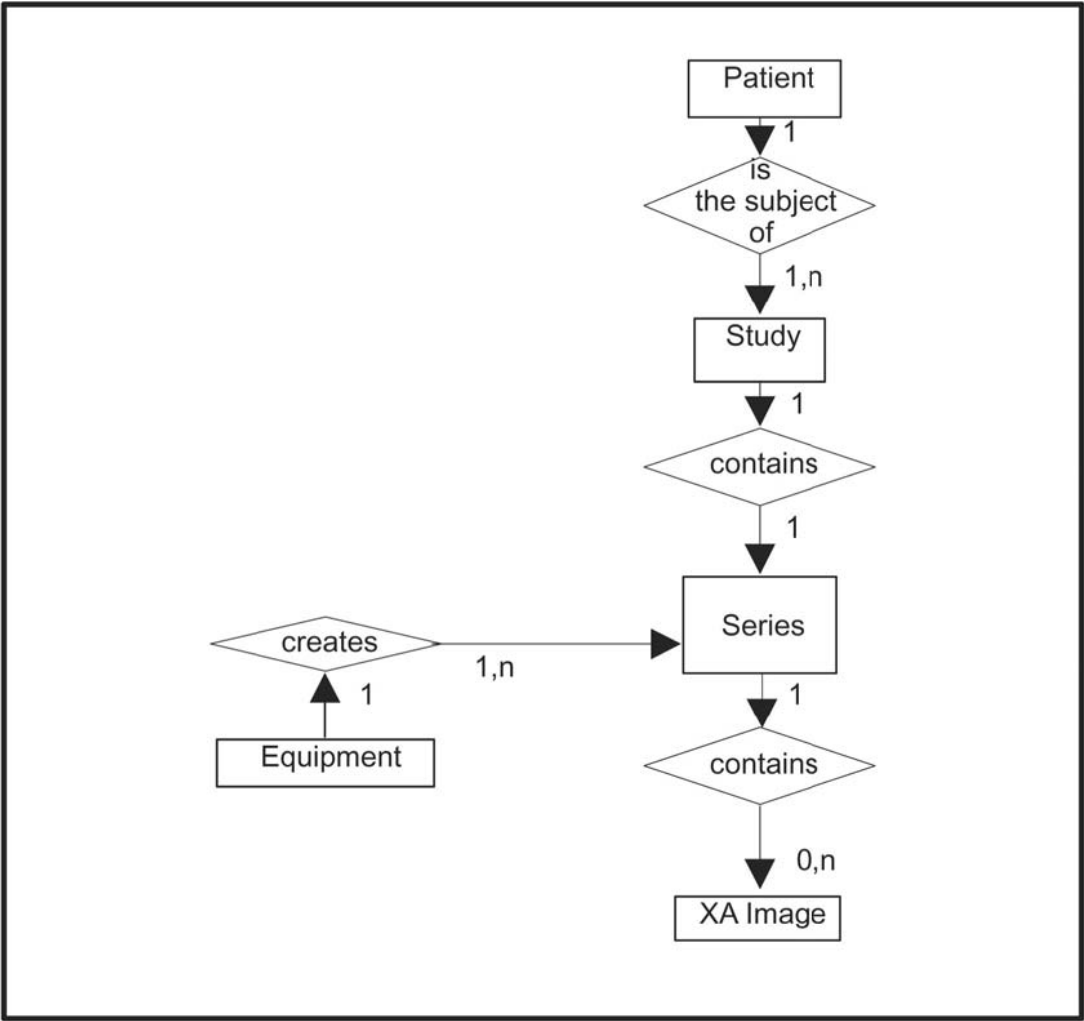 Patient
1
is
the subject
of
1,n
Study
1
contains
1
Series
creates
1,n
1
1
Equipment
contains
0,n
XA Image